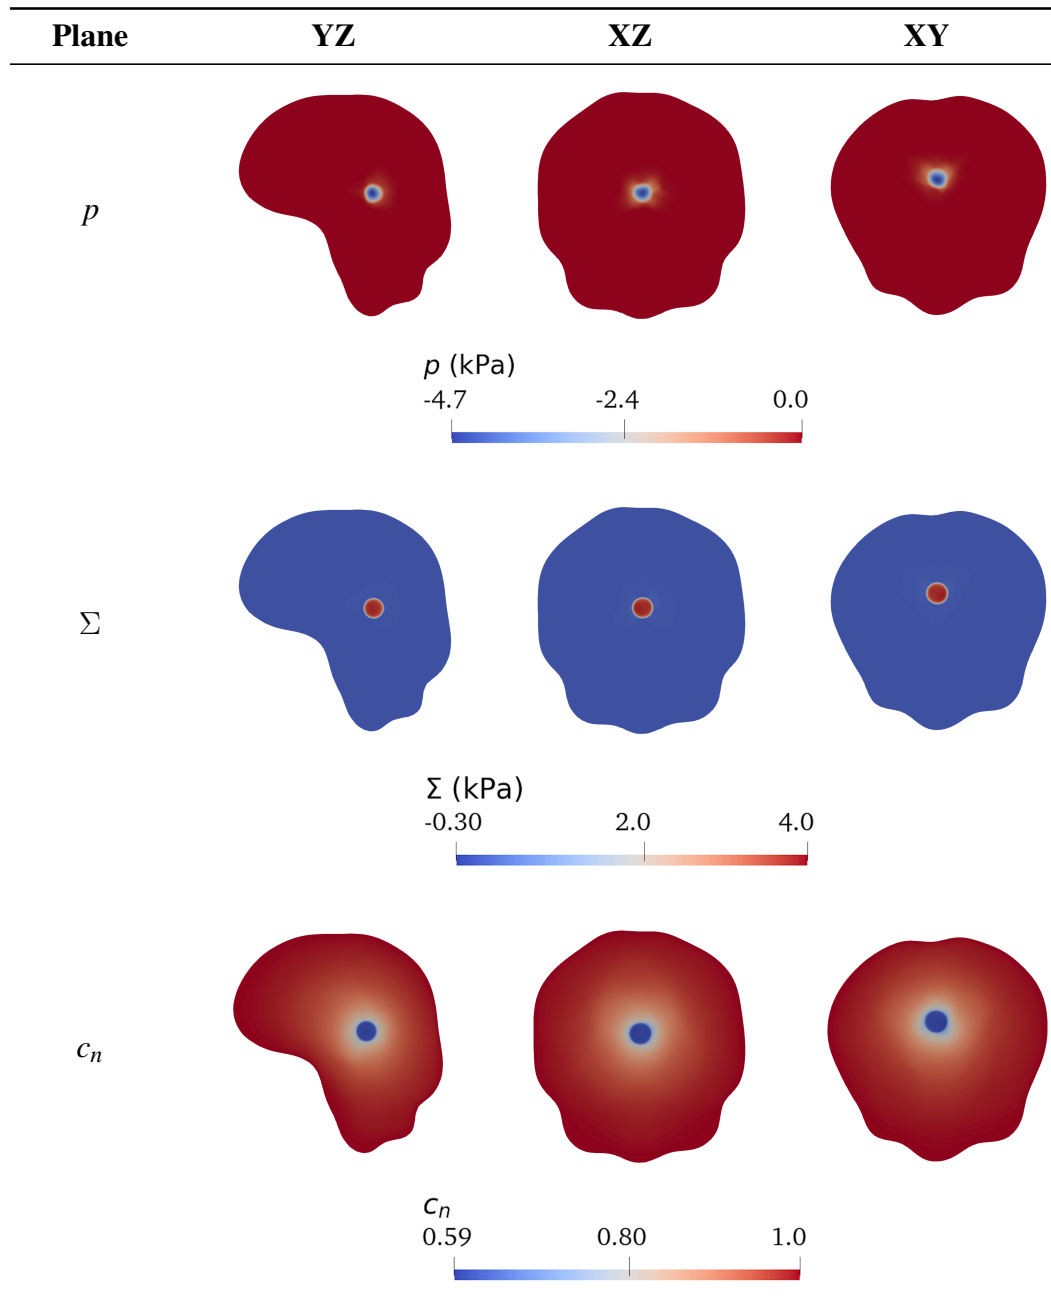 Plane YZ XZ XY
p
p (kPa)
-4.7 -2.4 0.0
Σ
Σ (kPa)
-0.30 2.0 4.0
cn
cn
0.59 0.80 1.0